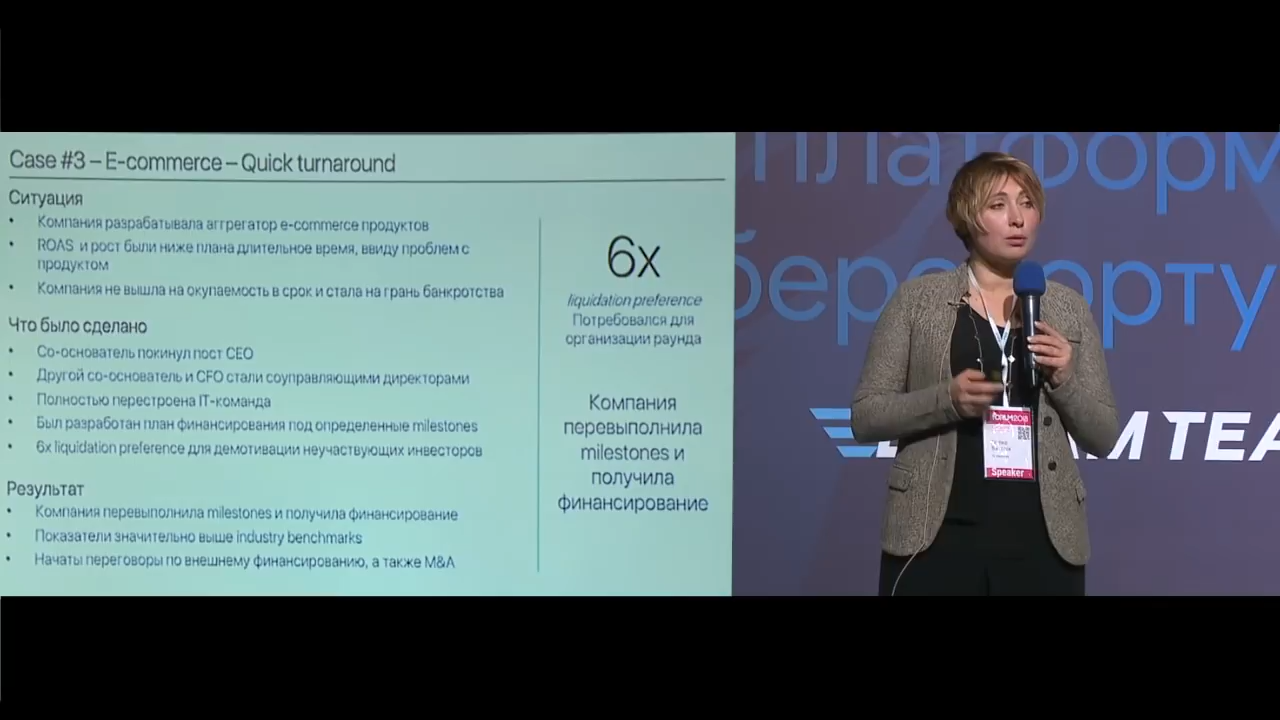 Case #3 – E-commerce – Quick turnaround
Ситуация
• Компания разрабатывала аггрегатор e-commerce продуктов
• ROAS и рост были ниже плана длительное время, ввиду проблем с
продуктом
• Компания не вышла на окупаемость в срок и стала на грань банкротства
Что было сделано
• Со-основатель покинул пост CEO
• Другой со-основатель и CFO стали соуправляющими директорами
• Полностью перестроена IT-команда
• Был разработан план финансирования под определенные milestones
• 6x liquidation preference для демотивации неучаствующих инвесторов
Результат
• Компания перевыполнила milestones и получила финансирование
• Показатели значительно выше industry benchmarks
• Начаты переговоры по внешнему финансированию, а также M&A
6x
liquidation preference
Потребовался для
организации раунда
Компания
перевыполнила
milestones и
получила
финансирование
платформ
TEA
Speaker